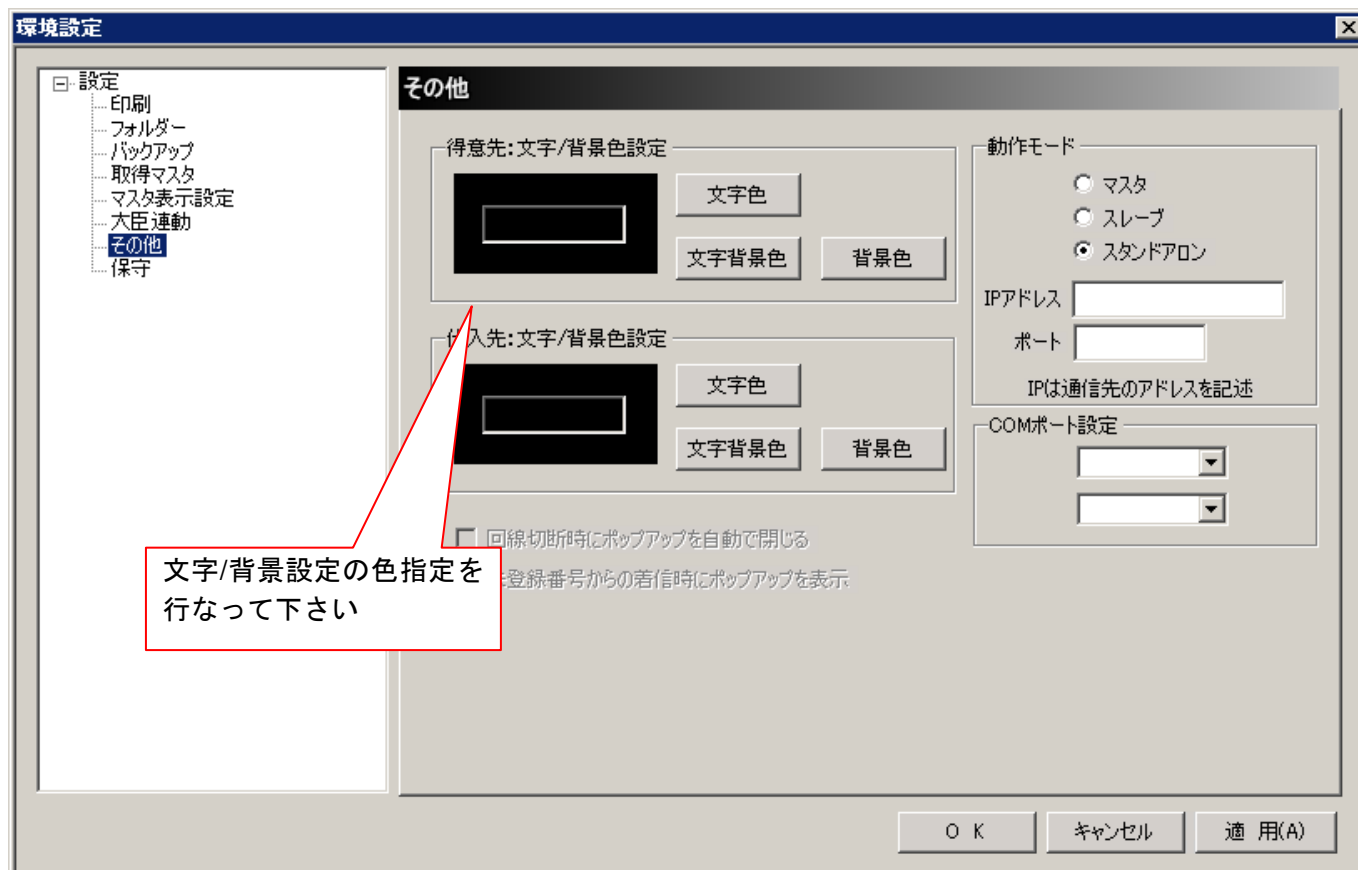 環境設定
設定
印刷
フォルダー
バックアップ
取得マスタ
マスタ表示設定
大臣連動
その他
保守
その他
得意先:文字/背景色設定
文字色
文字背景色
背景色
入先:文字/背景色設定
文字色
文字背景色
背景色
回線切断時にポップアップを自動で閉じる
登録番号からの着信時にポップアップを表示
動作モード
マスタ
スレーブ
スタンドアロン
IPアドレス
ポート
IPは通信先のアドレスを記述
COMポート設定
文字/背景設定の色指定を
行なって下さい
O K
キャンセル
適 用(A)